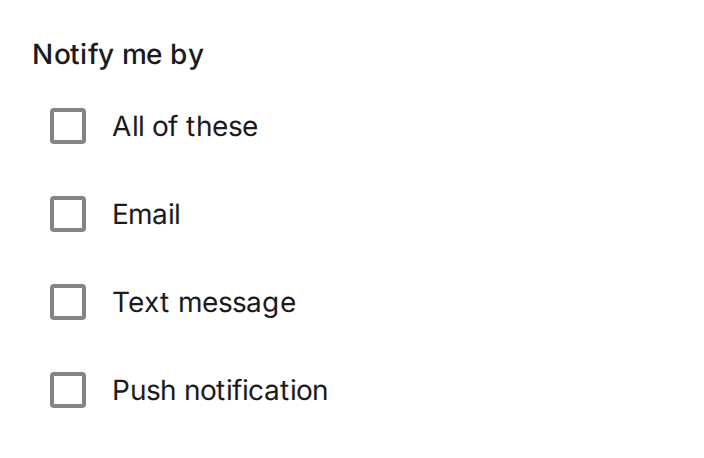 Notify me by
All of these
Email
Text message
Push notification